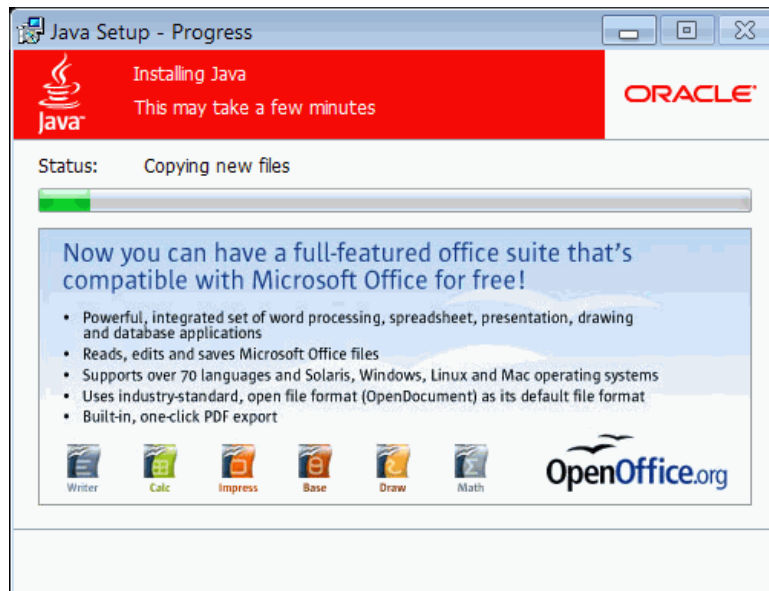 Java Setup - Progress
Installing Java
This may take a few minutes
Java™
ORACLE®
Status: Copying new files
Now you can have a full-featured office suite that's
compatible with Microsoft Office for free!
• Powerful, integrated set of word processing, spreadsheet, presentation, drawing
and database applications
• Reads, edits and saves Microsoft Office files
• Supports over 70 languages and Solaris, Windows, Linux and Mac operating systems
• Uses industry-standard, open file format (OpenDocument) as its default file format
• Built-in, one-click PDF export
Writer Calc Impress Base Draw Math
OpenOffice.org